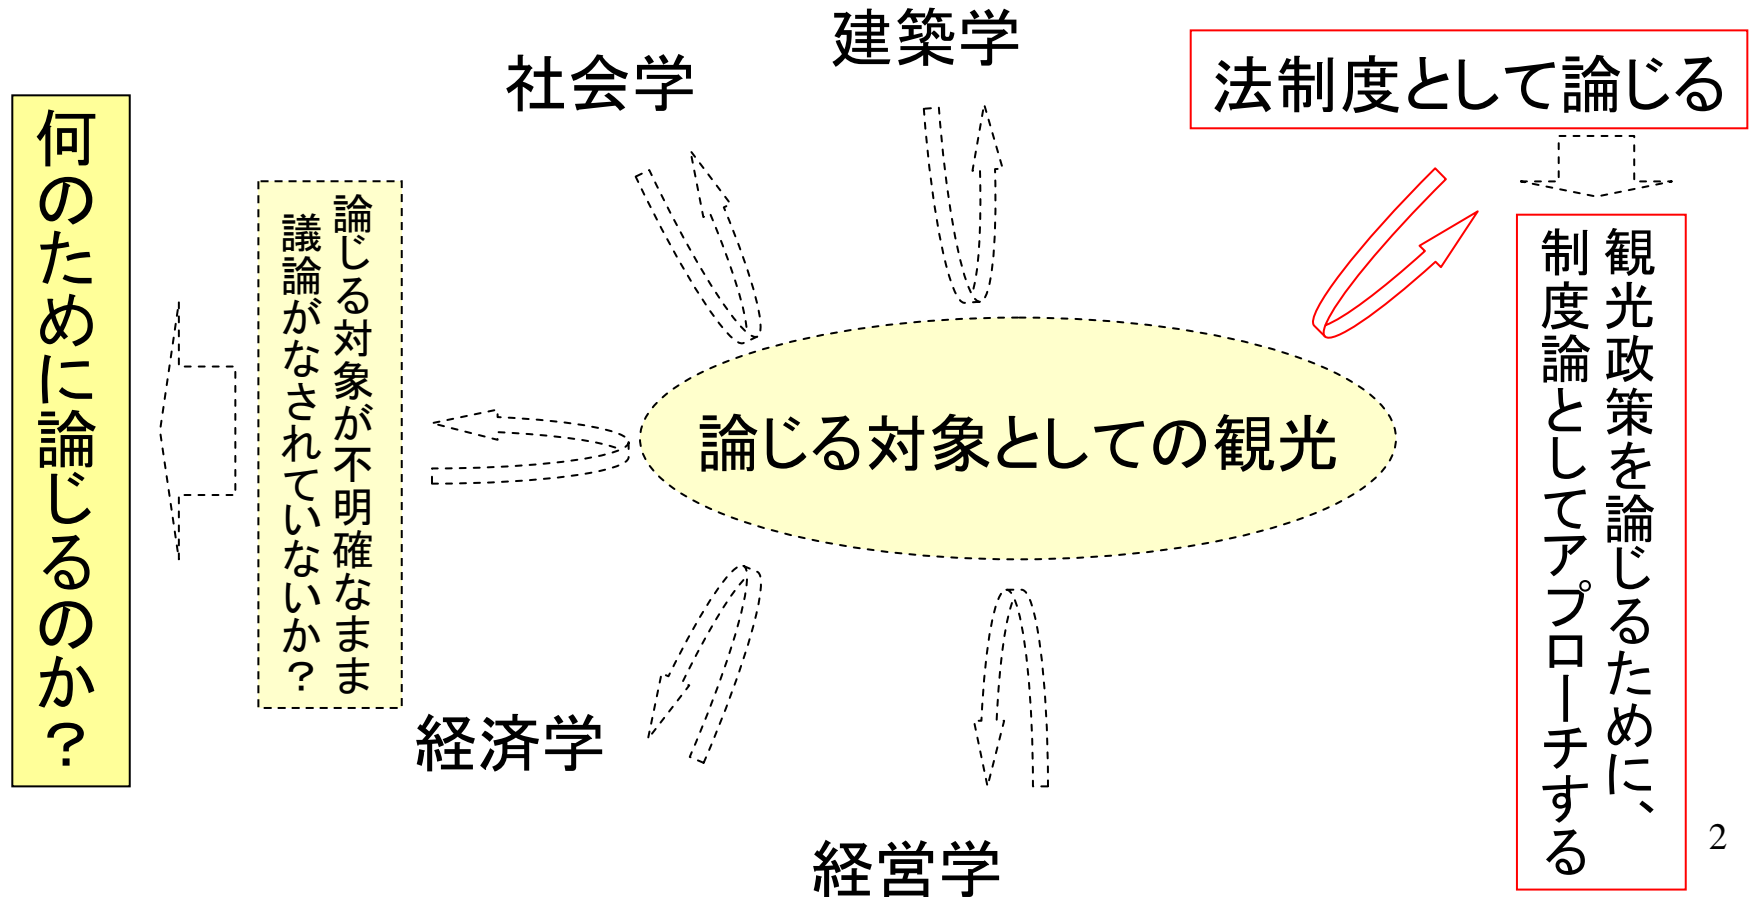 建築学
社会学
法制度として論じる
何のために論じるのか？
論じる対象が不明確なまま
議論がなされていないか？
論じる対象としての観光
観光政策を論じるために、
制度論としてアプローチする
経済学
経営学
2